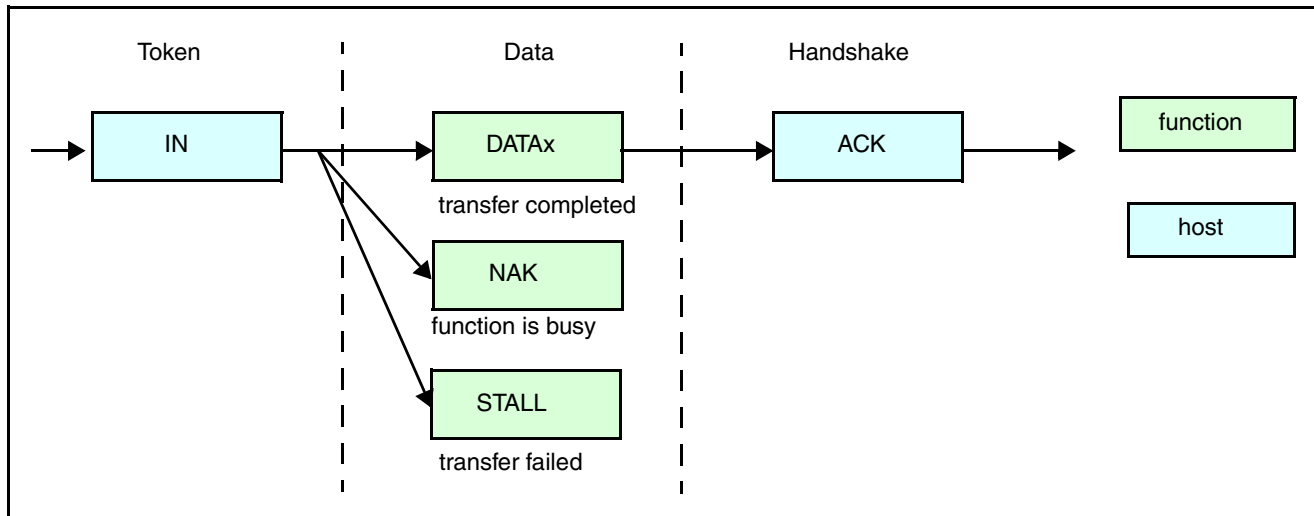 Token
Data
Handshake
IN
DATAx
ACK
function
transfer completed
host
NAK
function is busy
STALL
transfer failed